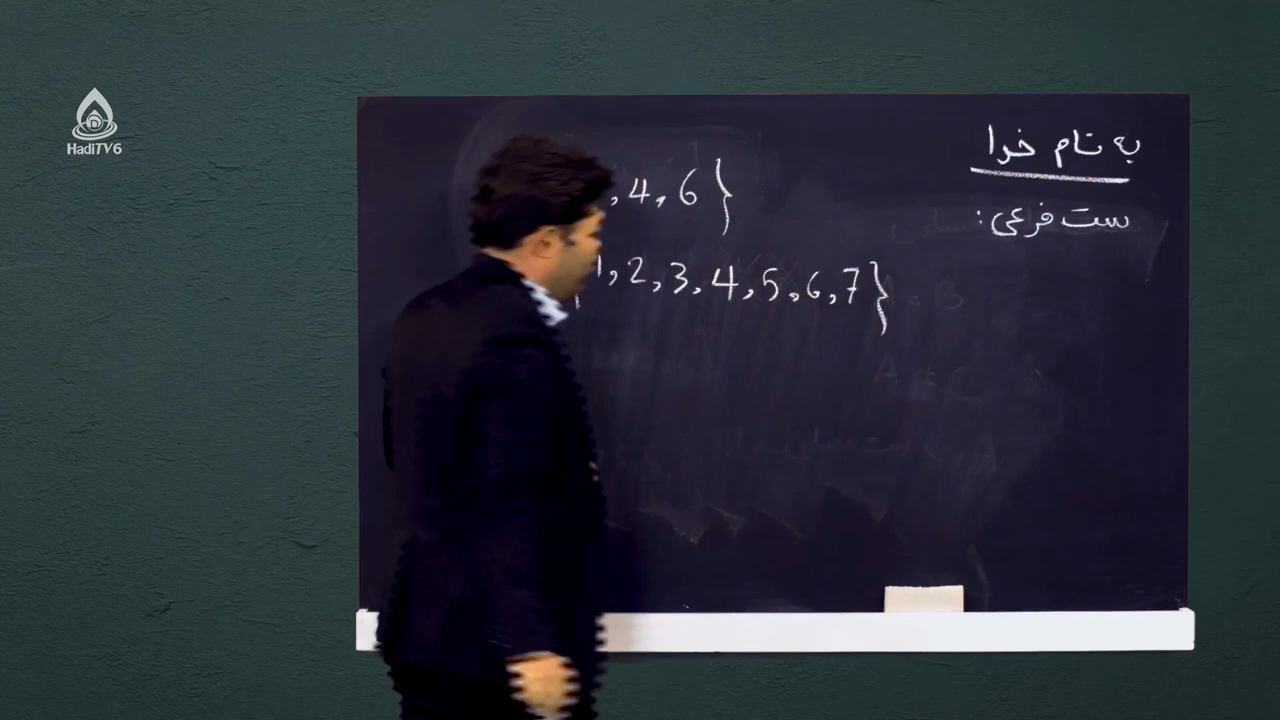 HadiTV6
به نام خدا
ست فرعی:
, 4, 6 }
1, 2, 3, 4, 5, 6, 7 }